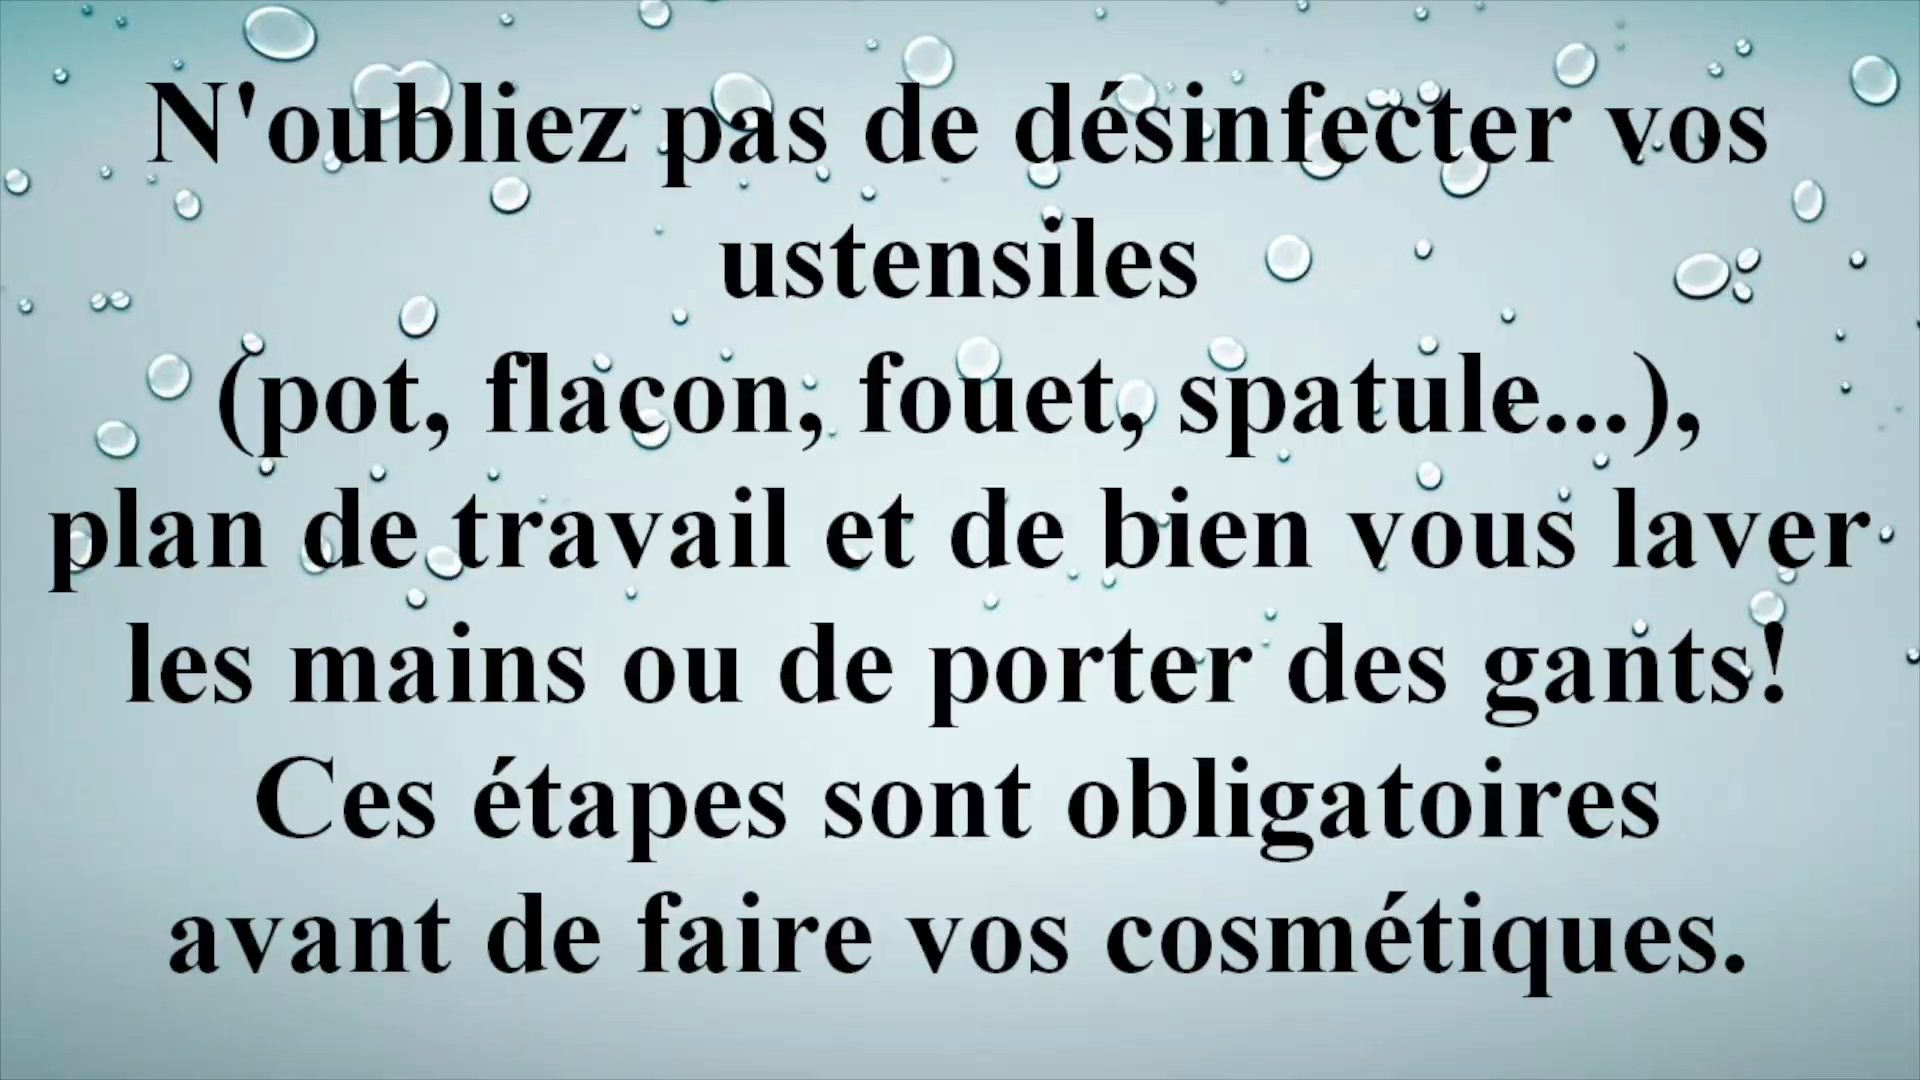 N'oubliez pas de désinfecter vos
ustensiles
(pot, flacon, fouet, spatule...),
plan de travail et de bien vous laver
les mains ou de porter des gants!
Ces étapes sont obligatoires
avant de faire vos cosmétiques.